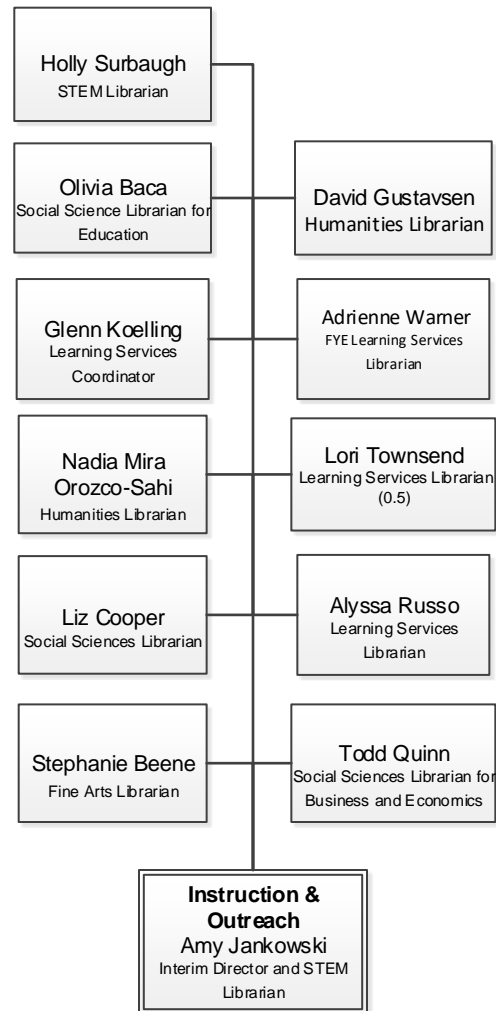 Holly Surbaugh
STEM Librarian
Olivia Baca
Social Science Librarian for
Education
David Gustavsen
Humanities Librarian
Glenn Koelling
Learning Services
Coordinator
Adrienne Warner
FYE Learning Services
Librarian
Nadia Mira
Orozco-Sahi
Humanities Librarian
Lori Townsend
Learning Services Librarian
(0.5)
Liz Cooper
Social Sciences Librarian
Alyssa Russo
Learning Services
Librarian
Stephanie Beene
Fine Arts Librarian
Todd Quinn
Social Sciences Librarian for
Business and Economics
Instruction &
Outreach
Amy Jankowski
Interim Director and STEM
Librarian